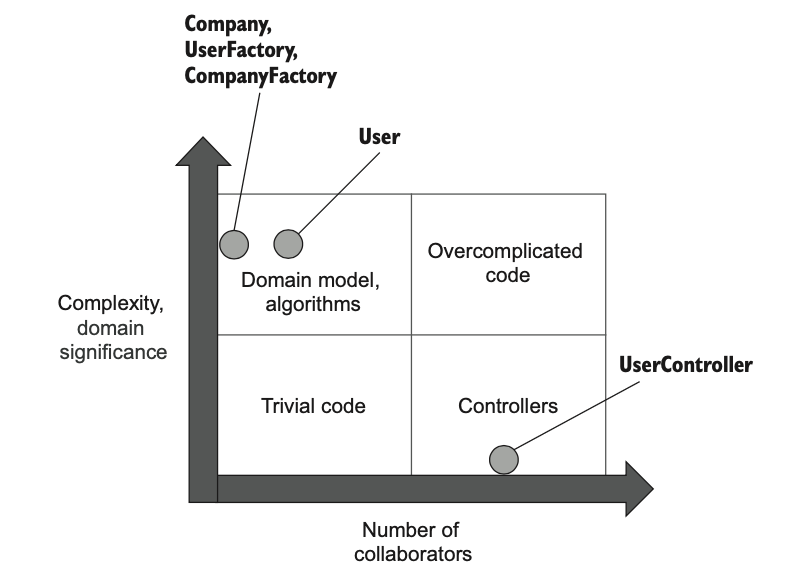 Company,
UserFactory,
CompanyFactory
User
Overcomplicated
code
Domain model,
algorithms
Complexity,
domain
significance
UserController
Trivial code
Controllers
Number of
collaborators